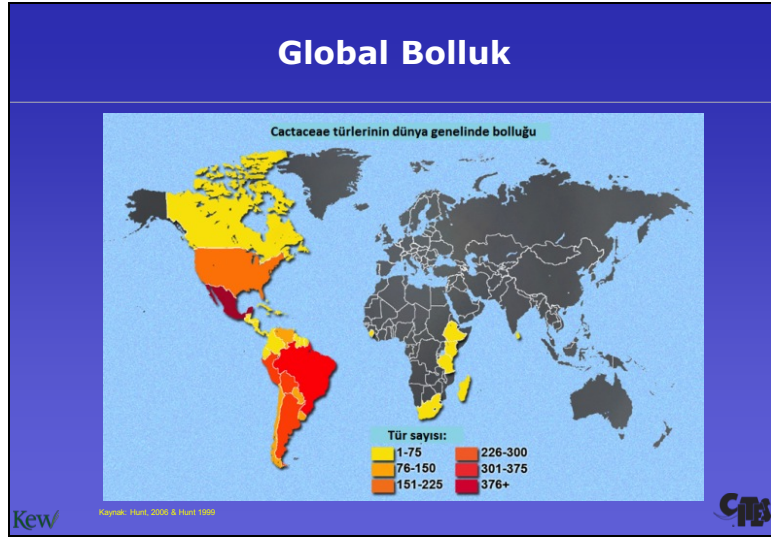 Global Bolluk
Cactaceae türlerinin dünya genelinde bolluğu
Tür sayısı:
1-75
76-150
151-225
226-300
301-375
376+
Kew
Kaynak: Hunt, 2006 & Hunt 1999
CITES